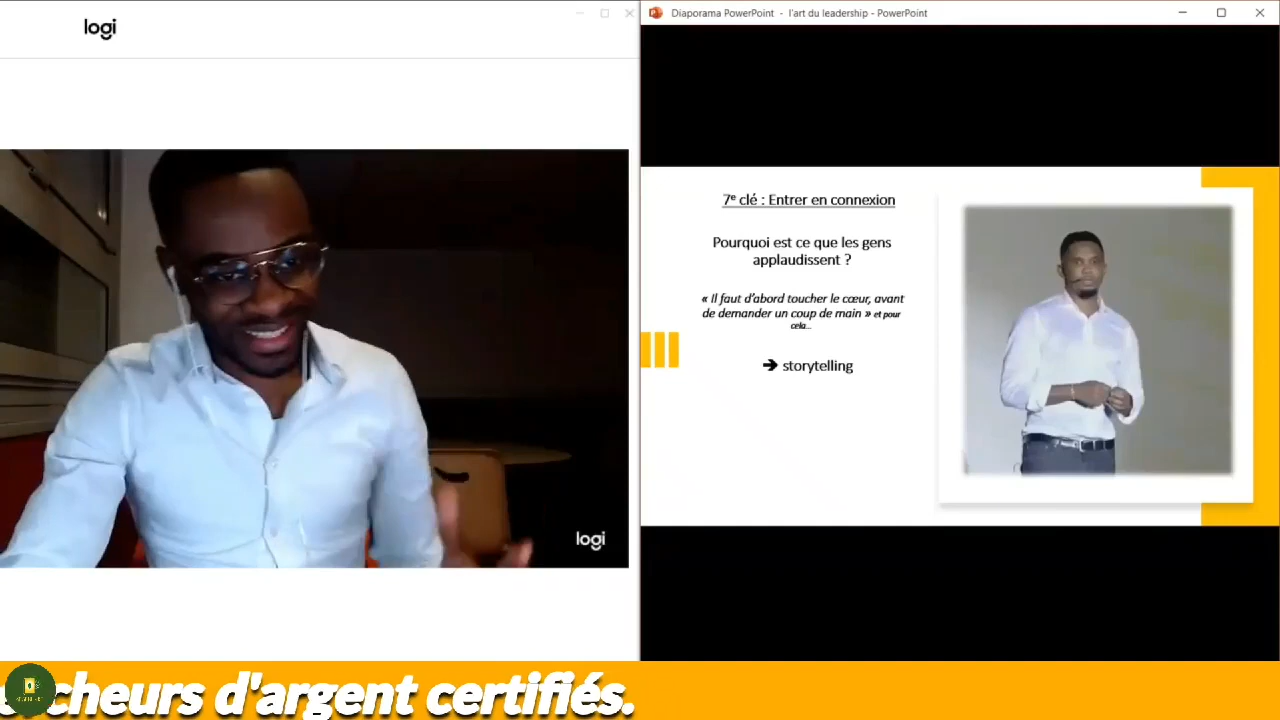 logi
Diaporama PowerPoint - l'art du leadership - PowerPoint
7e clé : Entrer en connexion
Pourquoi est ce que les gens
applaudissent ?
« Il faut d'abord toucher le cœur, avant
de demander un coup de main » et pour
cela...
➔ storytelling
logi
cheurs d'argent certifiés.